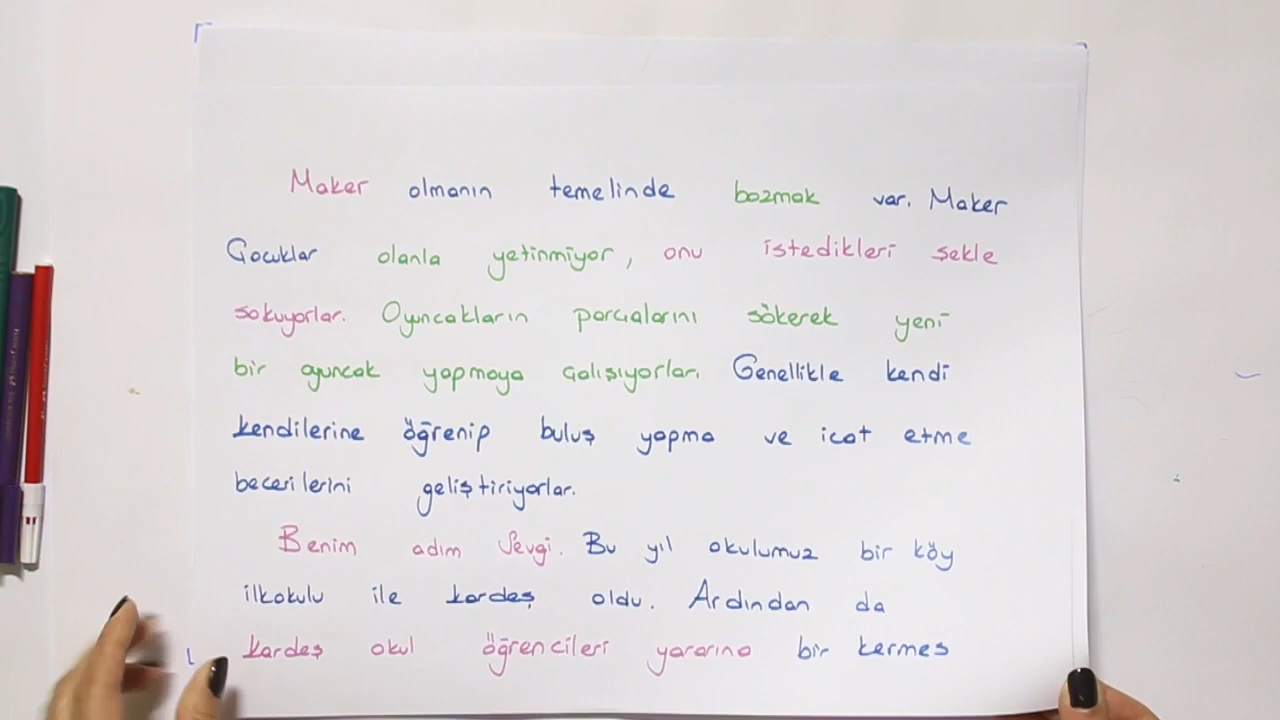 Maker olmanın temelinde bozmak var. Maker
Çocuklar olanla yetinmiyor, onu istedikleri şekle
sokuyorlar. Oyuncakların parçalarını sökerek yeni
bir oyuncak yapmaya çalışıyorlar. Genellikle kendi
kendilerine öğrenip buluş yapma ve icat etme
becerilerini geliştiriyorlar.
Benim adım Sevgi. Bu yıl okulumuz bir köy
ilkokulu ile kardeş oldu. Ardından da
kardeş okul öğrencileri yararına bir kermes